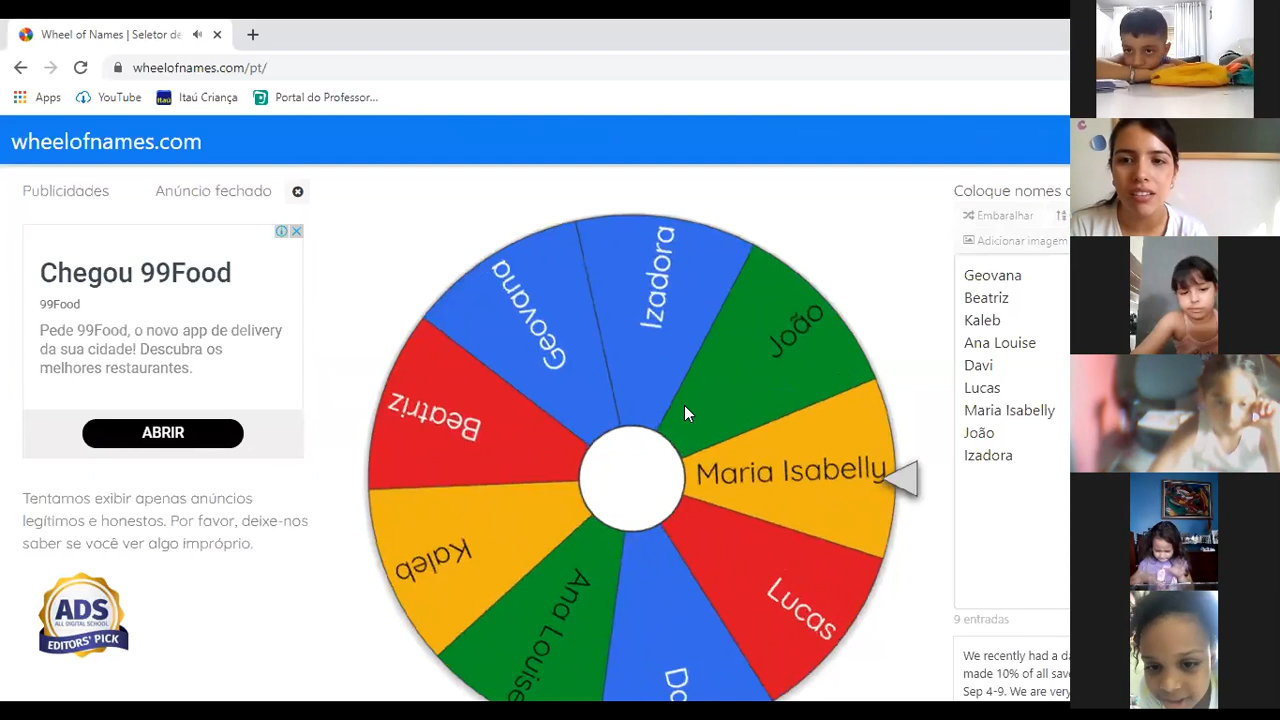 Wheel of Names | Seletor de
wheelofnames.com/pt/
Apps
YouTube
Itaú Criança
Portal do Professor...
wheelofnames.com
Publicidades
Anúncio fechado
Chegou 99Food
99Food
Pede 99Food, o novo app de delivery
da sua cidade! Descubra os
melhores restaurantes.
ABRIR
Tentamos exibir apenas anúncios
legítimos e honestos. Por favor, deixe-nos
saber se você ver algo impróprio.
ADS
ALL DIGITAL SCHOOL
EDITORS' PICK
Geovana
Izadora
João
Maria Isabelly
Lucas
Da
Ana Louise
Kaleb
Beatriz
Coloque nomes
Embaralhar
Adicionar imagem
Geovana
Beatriz
Kaleb
Ana Louise
Davi
Lucas
Maria Isabelly
João
Izadora
9 entradas
We recently had a da
made 10% of all save
Sep 4-9. We are very